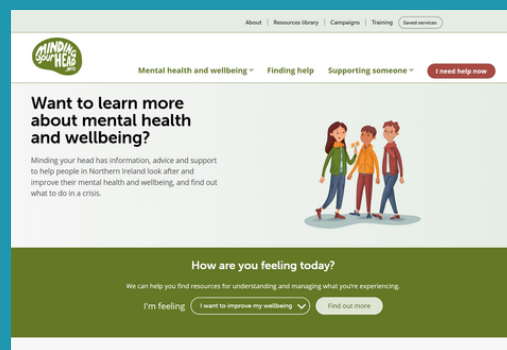 About | Resources library | Campaigns | Training | Saved services
MINDING
YOUR HEAD
.INFO
Mental health and wellbeing Finding help Supporting someone I need help now
Want to learn more
about mental health
and wellbeing?
Minding your head has information, advice and support
to help people in Northern Ireland look after and
improve their mental health and wellbeing, and find out
what to do in a crisis.
How are you feeling today?
We can help you find resources for understanding and managing what you're experiencing.
I'm feeling I want to improve my wellbeing Find out more